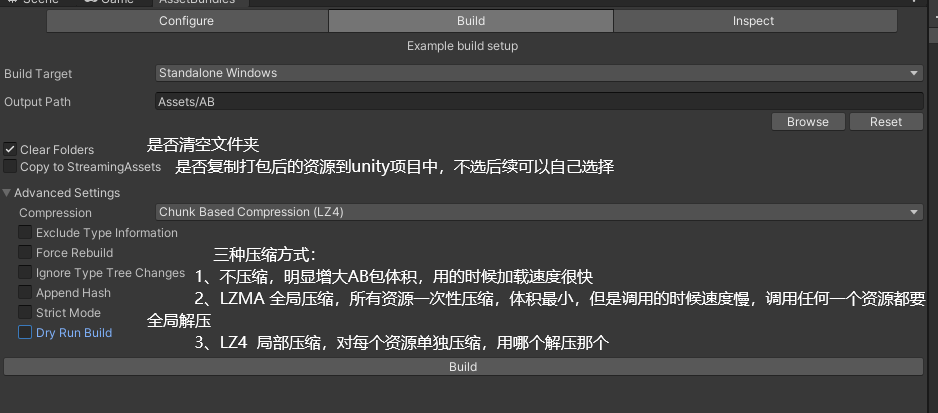 Scene Game AssetBundles
Configure Build Inspect
Example build setup
Build Target Standalone Windows
Output Path Assets/AB
Browse Reset
Clear Folders 是否清空文件夹
Copy to StreamingAssets 是否复制打包后的资源到unity项目中，不选后续可以自己选择
Advanced Settings
Compression Chunk Based Compression (LZ4)
Exclude Type Information
Force Rebuild 三种压缩方式：
Ignore Type Tree Changes 1、不压缩，明显增大AB包体积，用的时候加载速度很快
Append Hash 2、LZMA 全局压缩，所有资源一次性压缩，体积最小，但是调用的时候速度慢，调用任何一个资源都要
Strict Mode 全局解压
Dry Run Build 3、LZ4 局部压缩，对每个资源单独压缩，用哪个解压那个
Build